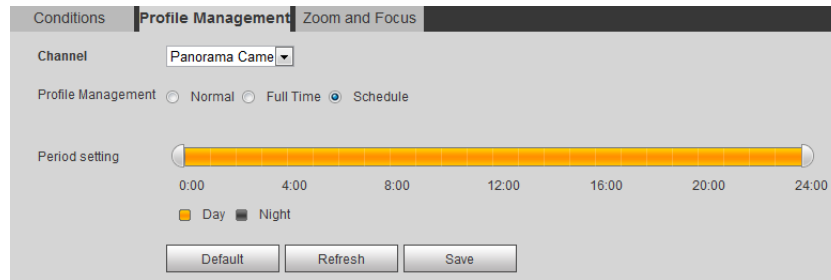 Conditions Profile Management Zoom and Focus
Channel Panorama Came
Profile Management Normal Full Time Schedule
Period setting
0:00 4:00 8:00 12:00 16:00 20:00 24:00
Day Night
Default Refresh Save